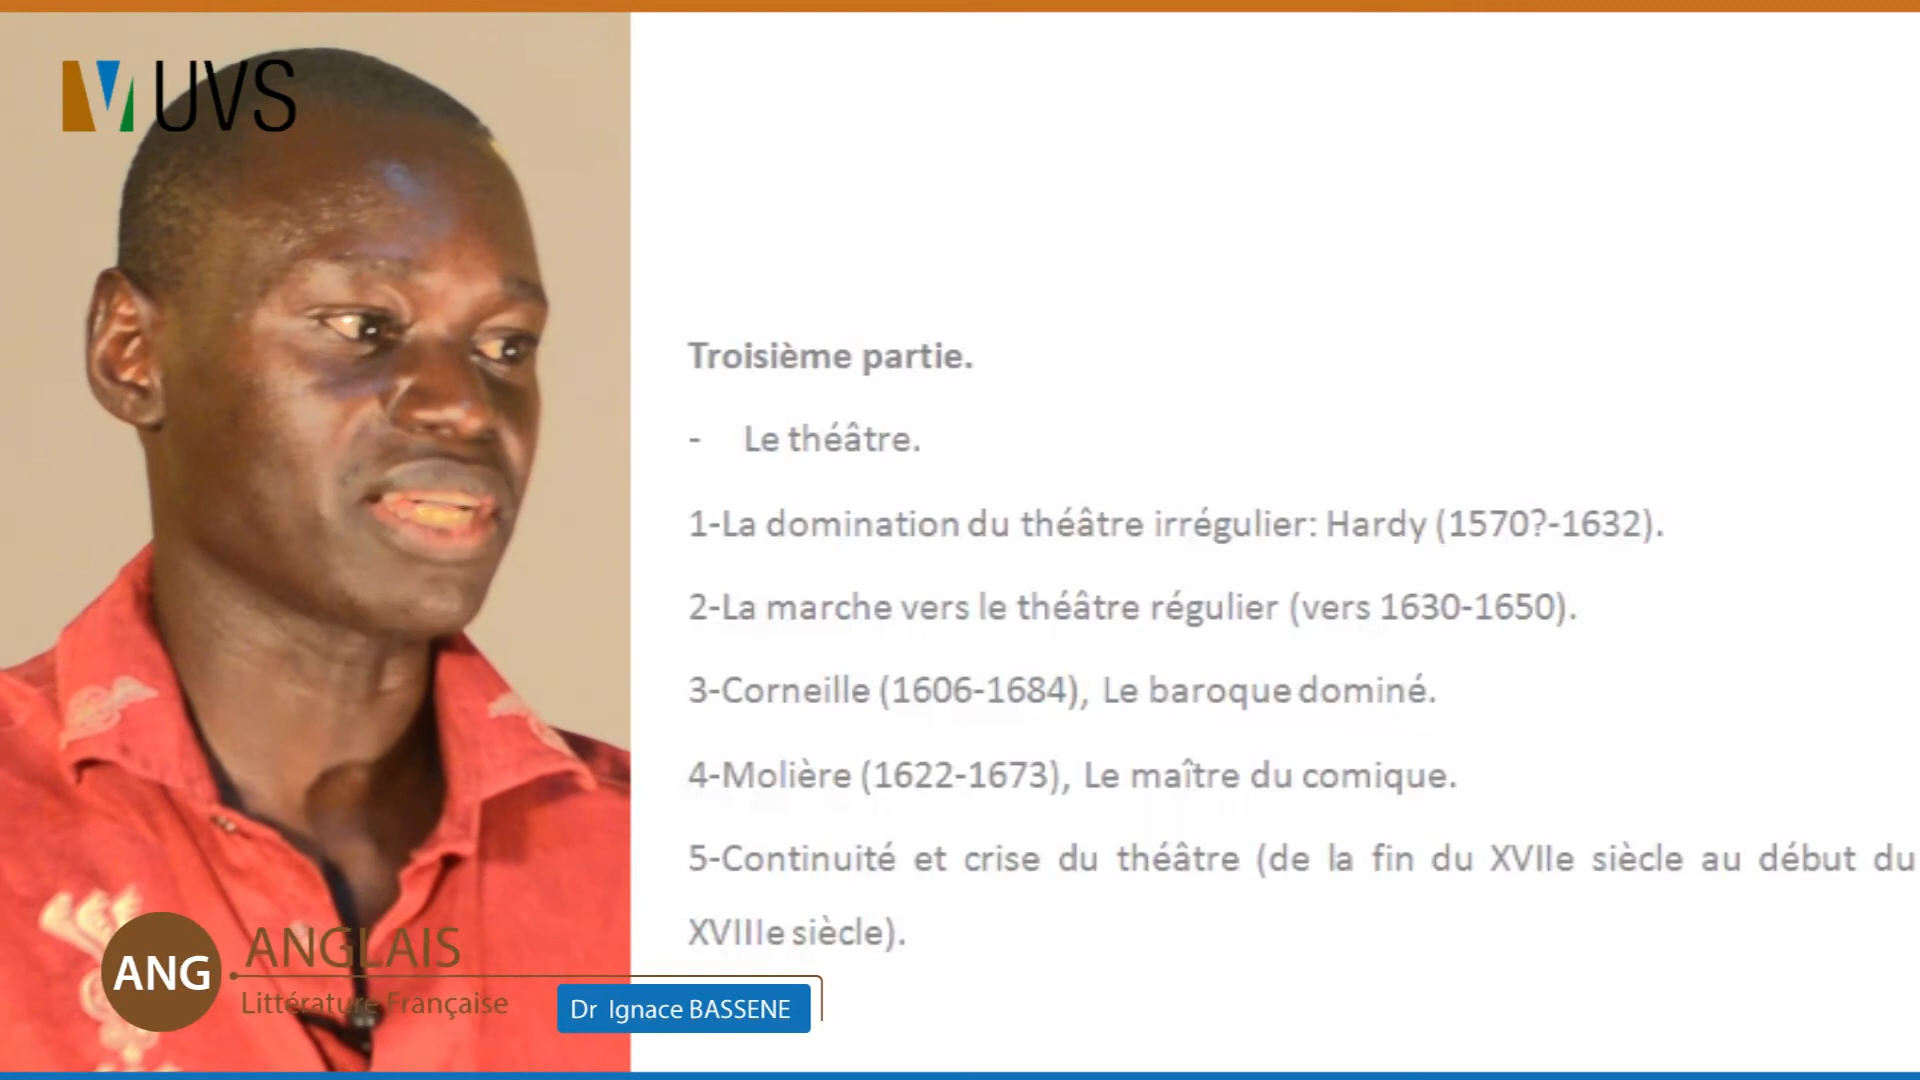 UVS
Troisième partie.
- Le théâtre.
1-La domination du théâtre irrégulier: Hardy (1570?-1632).
2-La marche vers le théâtre régulier (vers 1630-1650).
3-Corneille (1606-1684), Le baroque dominé.
4-Molière (1622-1673), Le maître du comique.
5-Continuité et crise du théâtre (de la fin du XVIIe siècle au début du
XVIIIe siècle).
ANG
ANGLAIS
Littérature Française
Dr Ignace BASSENE